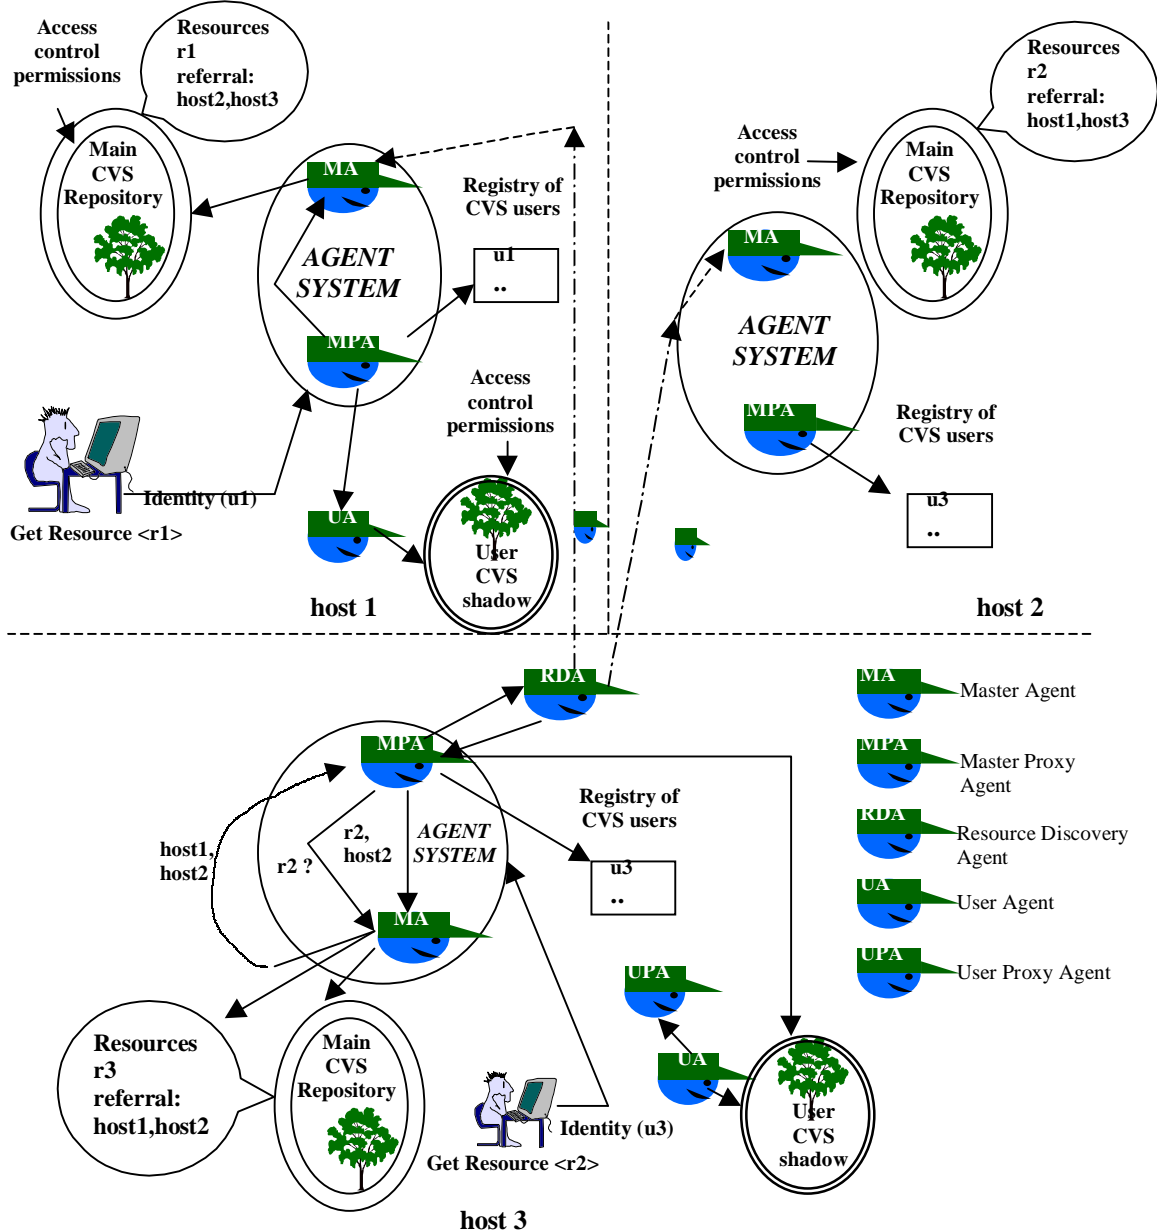 Access
control
permissions
Resources
r1
referral:
host2,host3
Main
CVS
Repository
MA
AGENT
SYSTEM
MPA
Registry of
CVS users
u1
..
Access
control
permissions
Identity (u1)
Get Resource <r1>
UA
User
CVS
shadow
host 1
Resources
r2
referral:
host1,host3
Access
control
permissions
Main
CVS
Repository
MA
AGENT
SYSTEM
MPA
Registry of
CVS users
u3
..
host 2
RDA
MPA
AGENT
SYSTEM
r2,
host2
r2 ?
host1,
host2
MA
Registry of
CVS users
u3
..
Resources
r3
referral:
host1,host2
Main
CVS
Repository
Identity (u3)
Get Resource <r2>
UPA
UA
User
CVS
shadow
host 3
MA
Master Agent
MPA
Master Proxy
Agent
RDA
Resource Discovery
Agent
UA
User Agent
UPA
User Proxy Agent